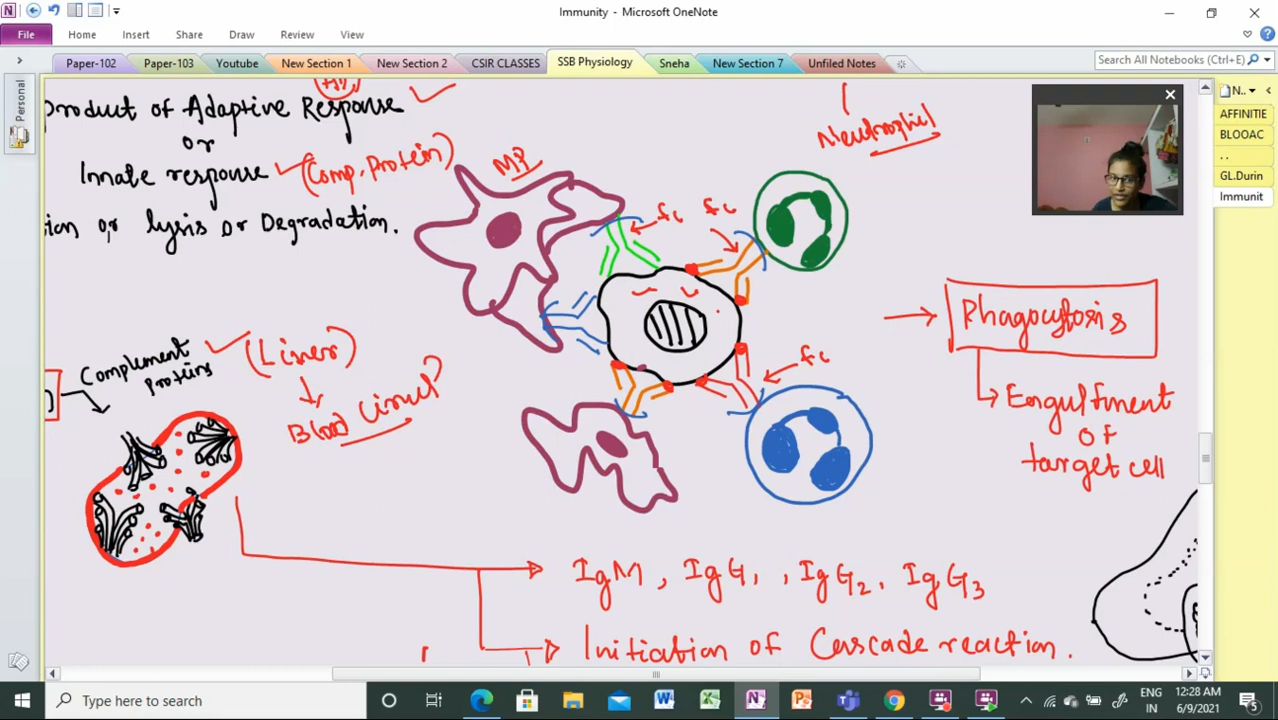 Immunity - Microsoft OneNote
File Home Insert Share Draw Review View
Paper-102 Paper-103 Youtube New Section 1 New Section 2 CSIR CLASSES SSB Physiology Sneha New Section 7 Unfiled Notes
Search All Notebooks (Ctrl+E)
Personal
N..
AFFINITIE
BLOOAC
..
GL.Durin
Immunit
product of Adaptive Response
or
Innate response (Comp. Protein)
tion or lysis or Degradation.
Neutrophil
MΦ
fc
fc
fc
Phagocytosis
Engulfment
of
target cell
Complement
proteins
(Liver)
Blood
IgM, IgG1, IgG2, IgG3
Initiation of Cascade reaction.
Type here to search
ENG
IN
12:28 AM
6/9/2021
5